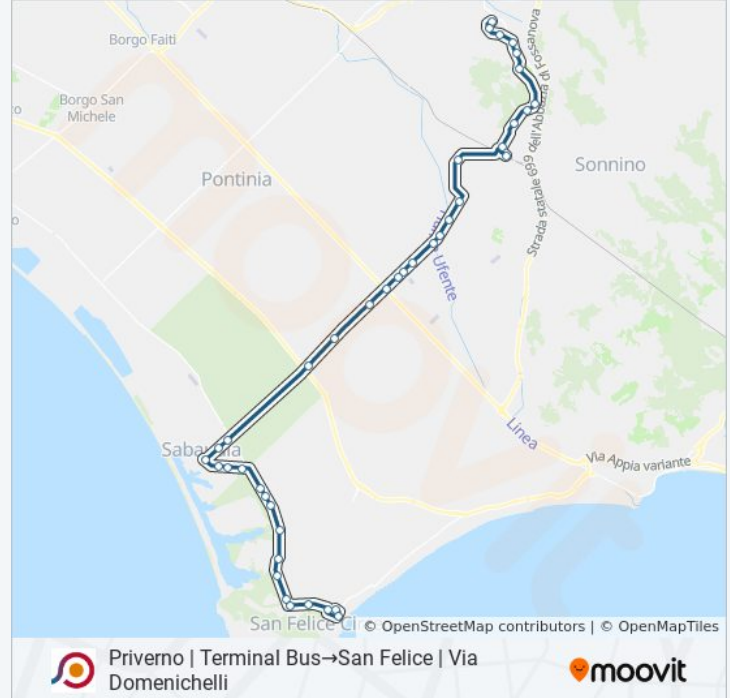 Borgo Faiti
Borgo San
Michele
Pontinia
Sonnino
Strada statale 699 dell'Abbazia di Fossanova
Ufente
Linea
Sabaudia
Via Appia variante
San Felice Ci
© OpenStreetMap contributors | © OpenMapTiles
Priverno | Terminal Bus→San Felice | Via
Domenichelli
moovit